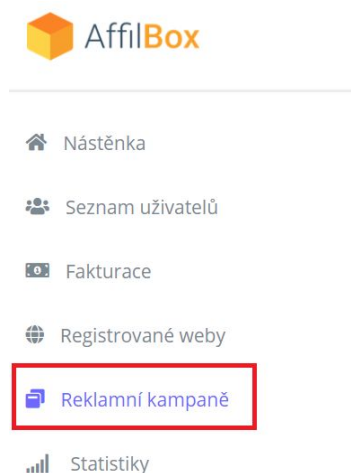 AffilBox
Nástěnka
Seznam uživatelů
Fakturace
Registrované weby
Reklamní kampaně
Statistiky